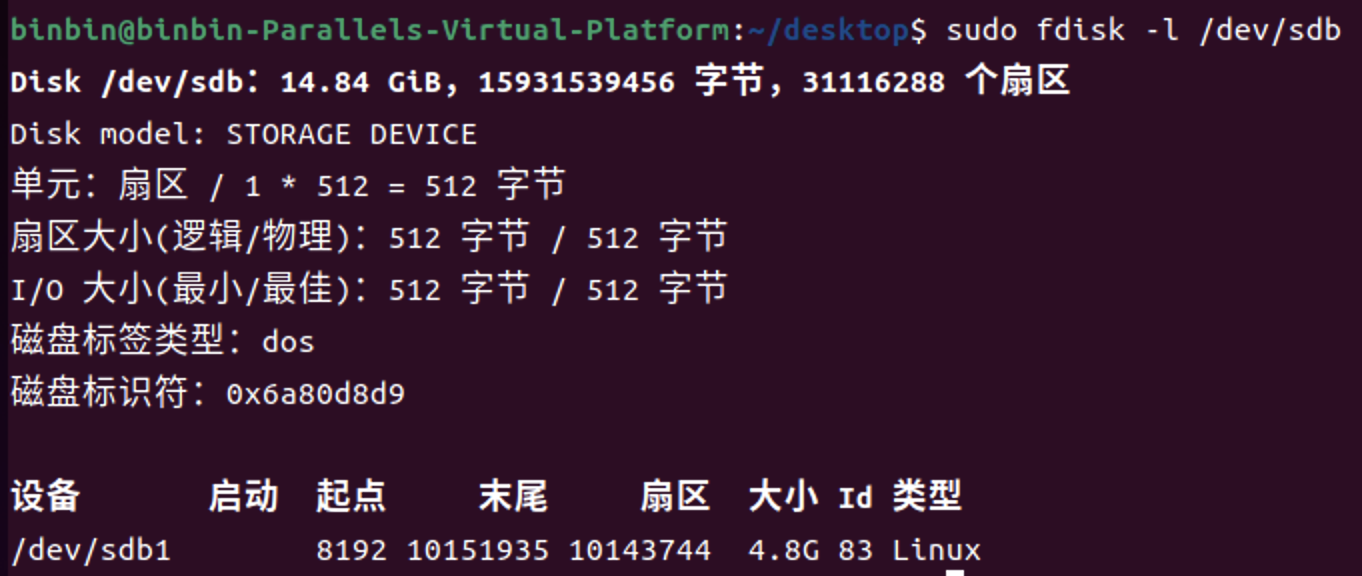 binbin@binbin-Parallels-Virtual-Platform:~/desktop$ sudo fdisk -l /dev/sdb
Disk /dev/sdb：14.84 GiB，15931539456 字节，31116288 个扇区
Disk model: STORAGE DEVICE
单元：扇区 / 1 * 512 = 512 字节
扇区大小(逻辑/物理)：512 字节 / 512 字节
I/O 大小(最小/最佳)：512 字节 / 512 字节
磁盘标签类型：dos
磁盘标识符：0x6a80d8d9
设备 启动 起点 末尾 扇区 大小 Id 类型
/dev/sdb1 8192 10151935 10143744 4.8G 83 Linux